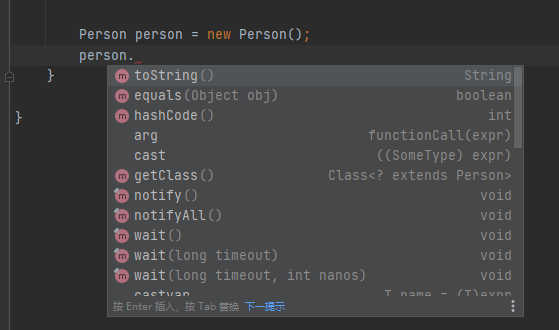 Person person = new Person();
person.
toString() String
}
equals(Object obj) boolean
hashCode() int
}
arg functionCall(expr)
cast ((SomeType) expr)
getClass() Class<? extends Person>
notify() void
notifyAll() void
wait() void
wait(long timeout) void
wait(long timeout, int nanos) void
castvar T name = (T)expr
按 Enter 插入，按 Tab 替换 下一提示